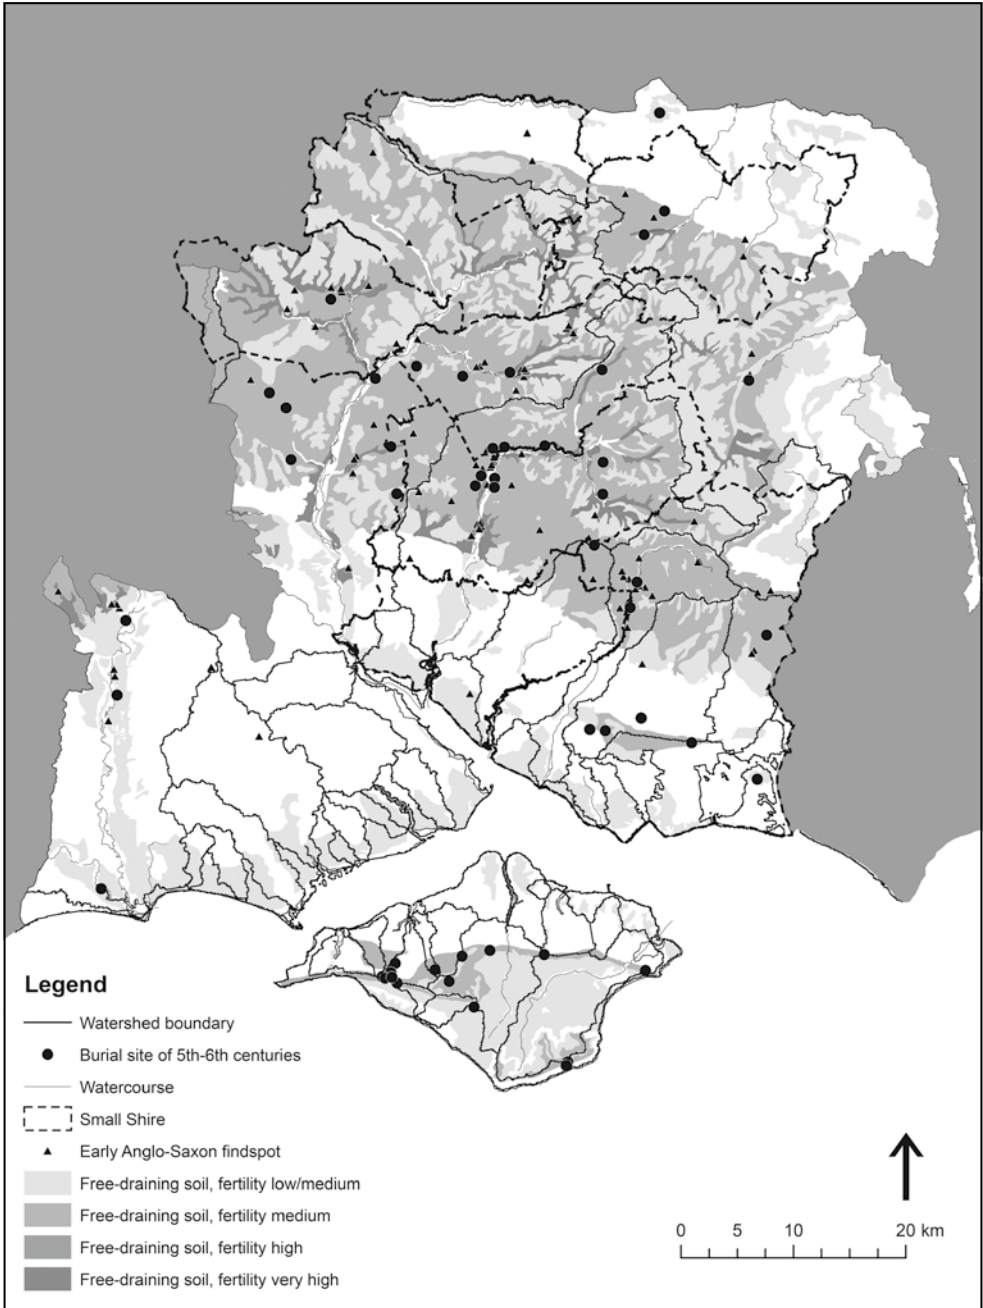 Legend
Watershed boundary
Burial site of 5th-6th centuries
Watercourse
Small Shire
Early Anglo-Saxon findspot
Free-draining soil, fertility low/medium
Free-draining soil, fertility medium
Free-draining soil, fertility high
Free-draining soil, fertility very high
0 5 10 20 km